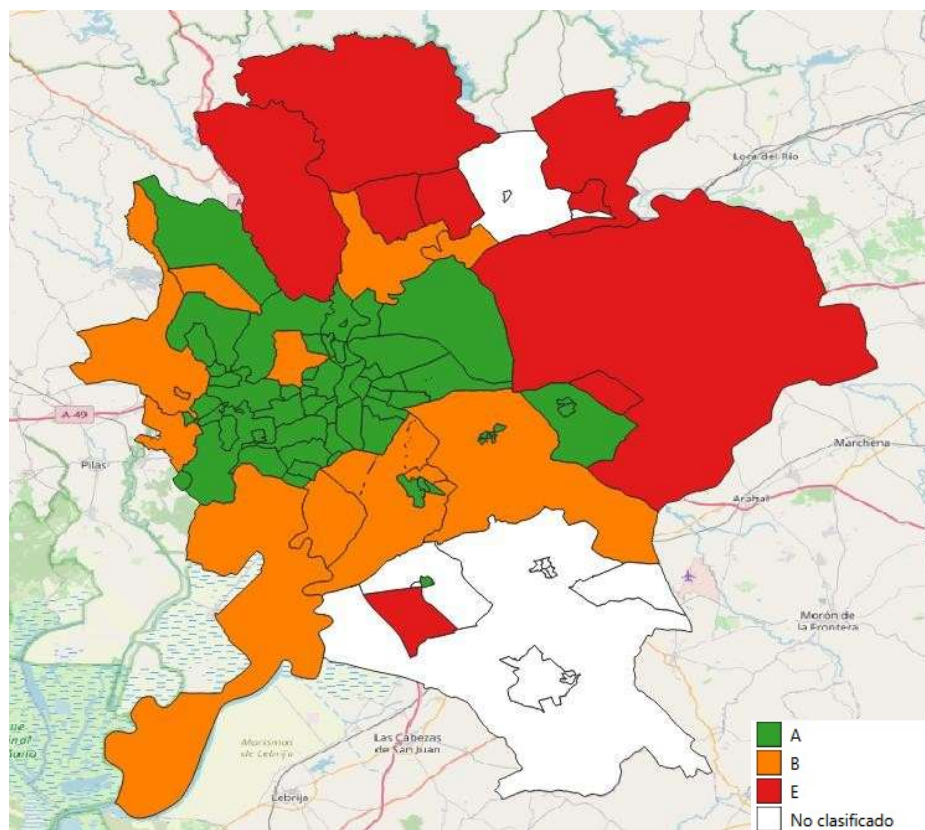 Lora del Río
A-49
Pilas
Marchena
Arahal
Morón de
la Frontera
Marismas
de Lebrija
Las Cabezas
de San Juan
Lebrija
A
B
E
No clasificado